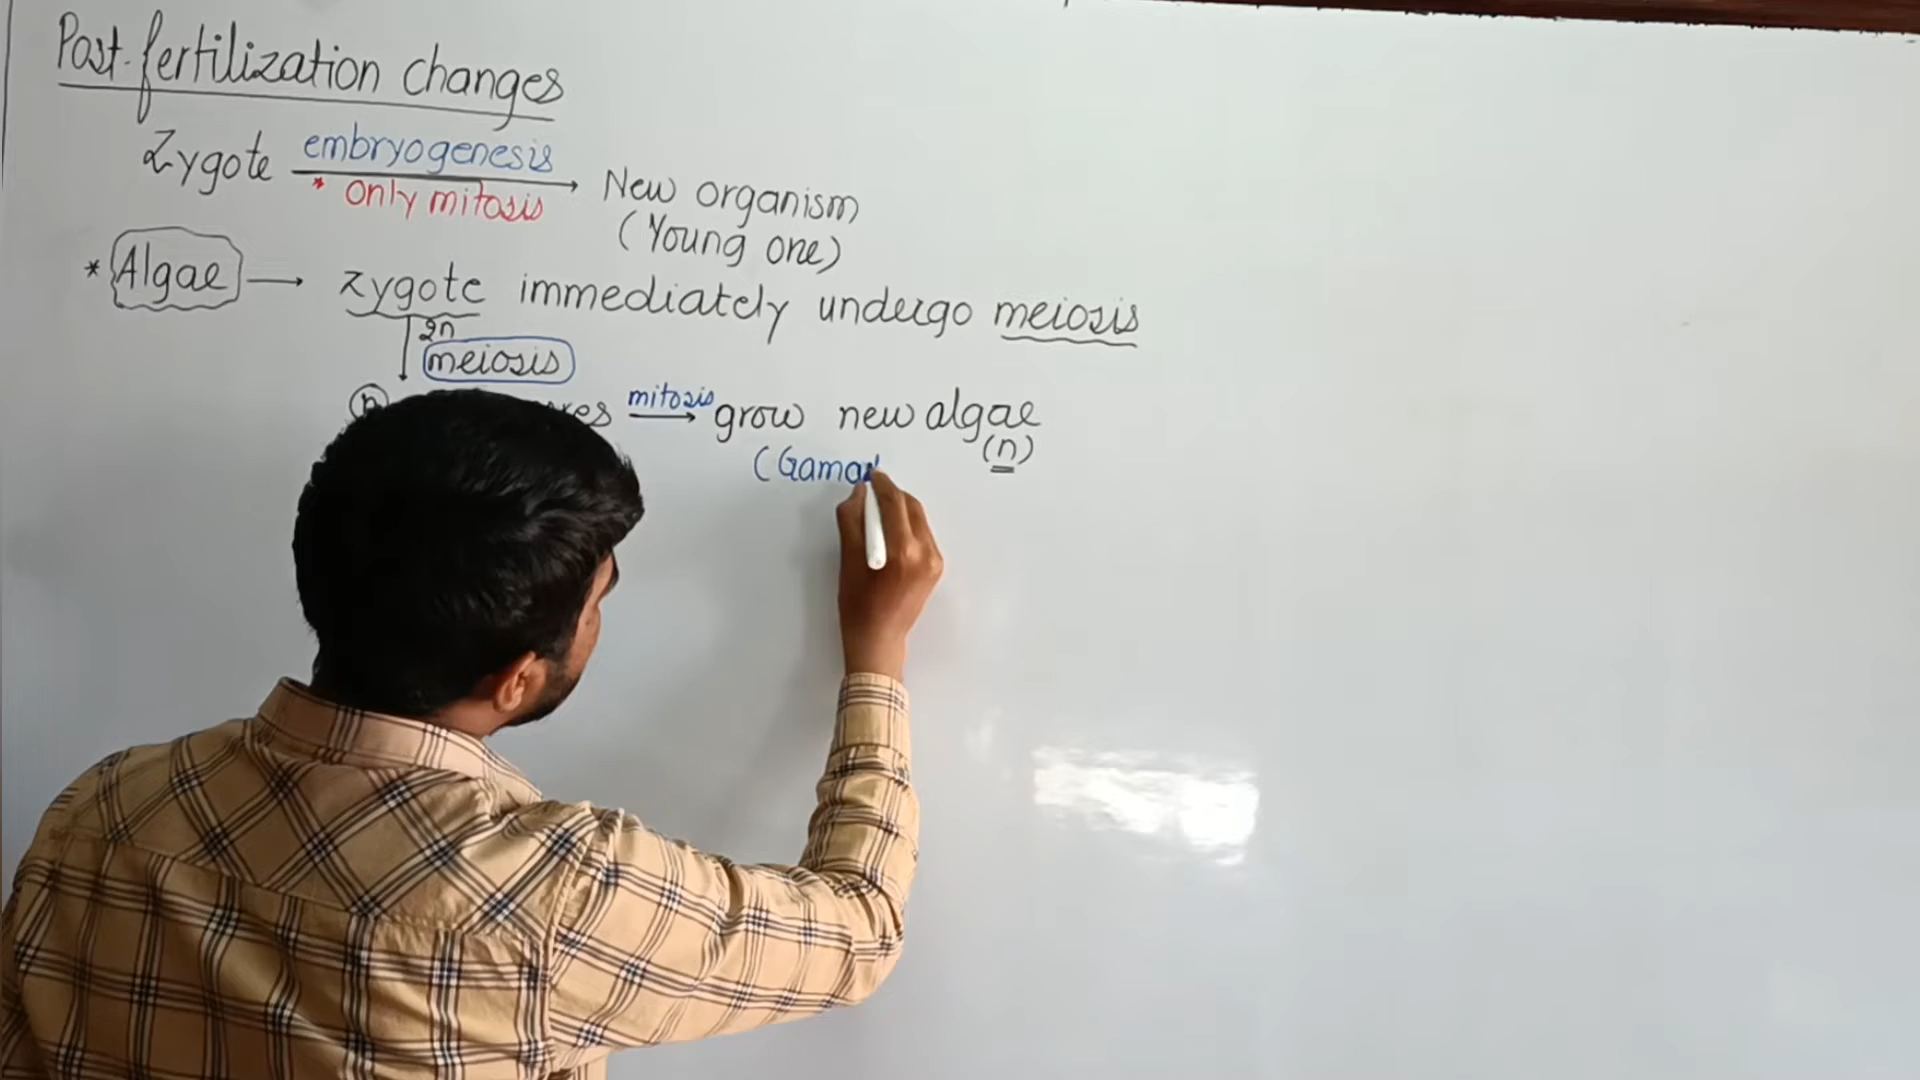 Post-fertilization changes
Zygote embryogenesis New organism
* only mitosis (Young one)
* Algae → zygote immediately undergo meiosis
2n
meiosis
mitosis → grow new algae
(n)
(Gam